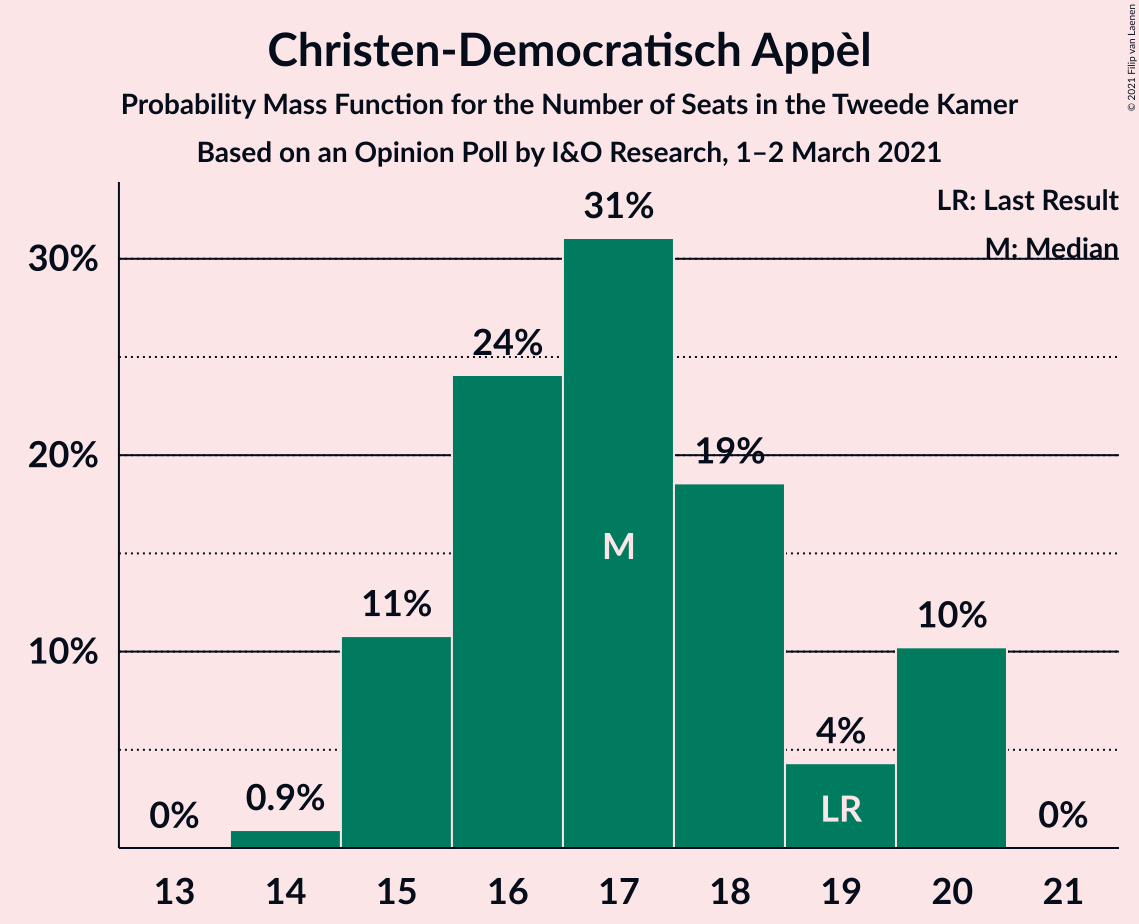 Christen-Democratisch Appèl
Probability Mass Function for the Number of Seats in the Tweede Kamer
Based on an Opinion Poll by I&O Research, 1–2 March 2021
© 2021 Filip van Laenen
LR: Last Result
M: Median
30%
20%
10%
0%
0.9%
11%
24%
31%
19%
4%
10%
0%
M
LR
13 14 15 16 17 18 19 20 21